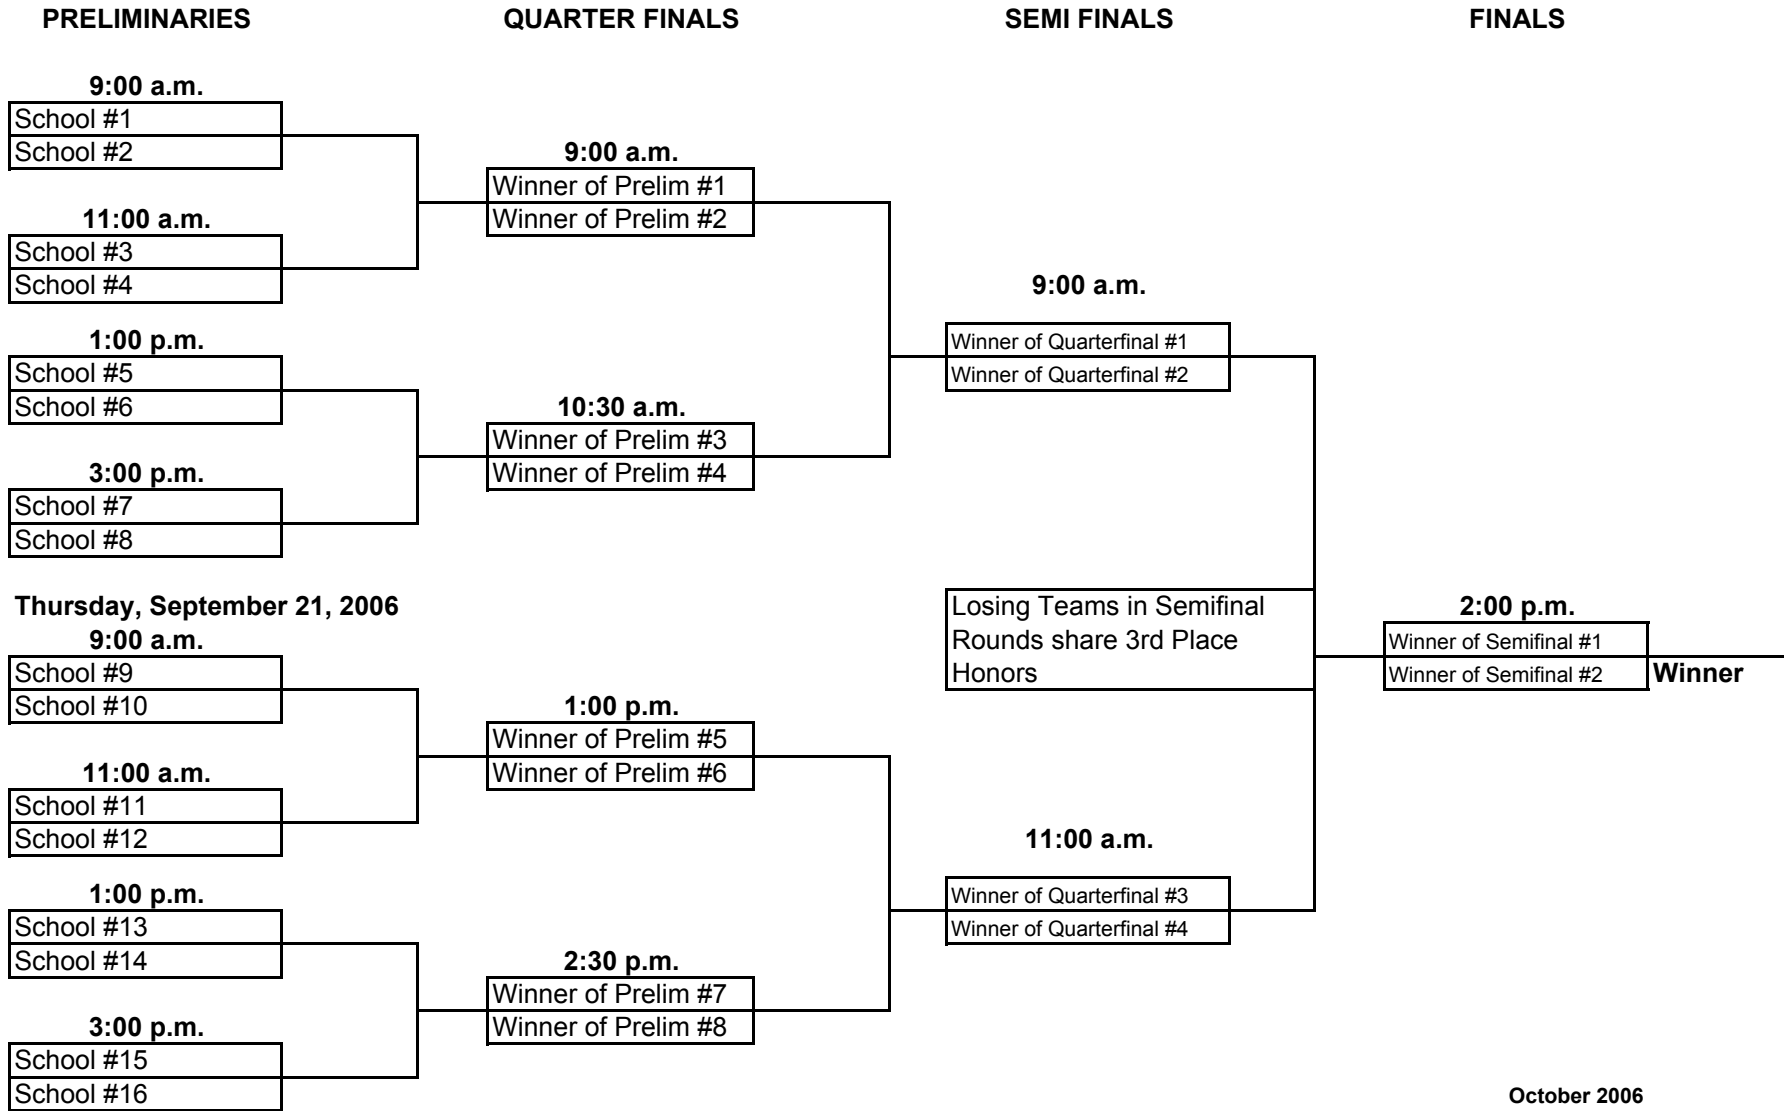 PRELIMINARIES
QUARTER FINALS
SEMI FINALS
FINALS
9:00 a.m.
School #1
School #2
11:00 a.m.
School #3
School #4
1:00 p.m.
School #5
School #6
3:00 p.m.
School #7
School #8
Thursday, September 21, 2006
9:00 a.m.
School #9
School #10
11:00 a.m.
School #11
School #12
1:00 p.m.
School #13
School #14
3:00 p.m.
School #15
School #16
9:00 a.m.
Winner of Prelim #1
Winner of Prelim #2
10:30 a.m.
Winner of Prelim #3
Winner of Prelim #4
1:00 p.m.
Winner of Prelim #5
Winner of Prelim #6
2:30 p.m.
Winner of Prelim #7
Winner of Prelim #8
9:00 a.m.
Winner of Quarterfinal #1
Winner of Quarterfinal #2
Losing Teams in Semifinal
Rounds share 3rd Place
Honors
11:00 a.m.
Winner of Quarterfinal #3
Winner of Quarterfinal #4
2:00 p.m.
Winner of Semifinal #1
Winner of Semifinal #2
Winner
October 2006